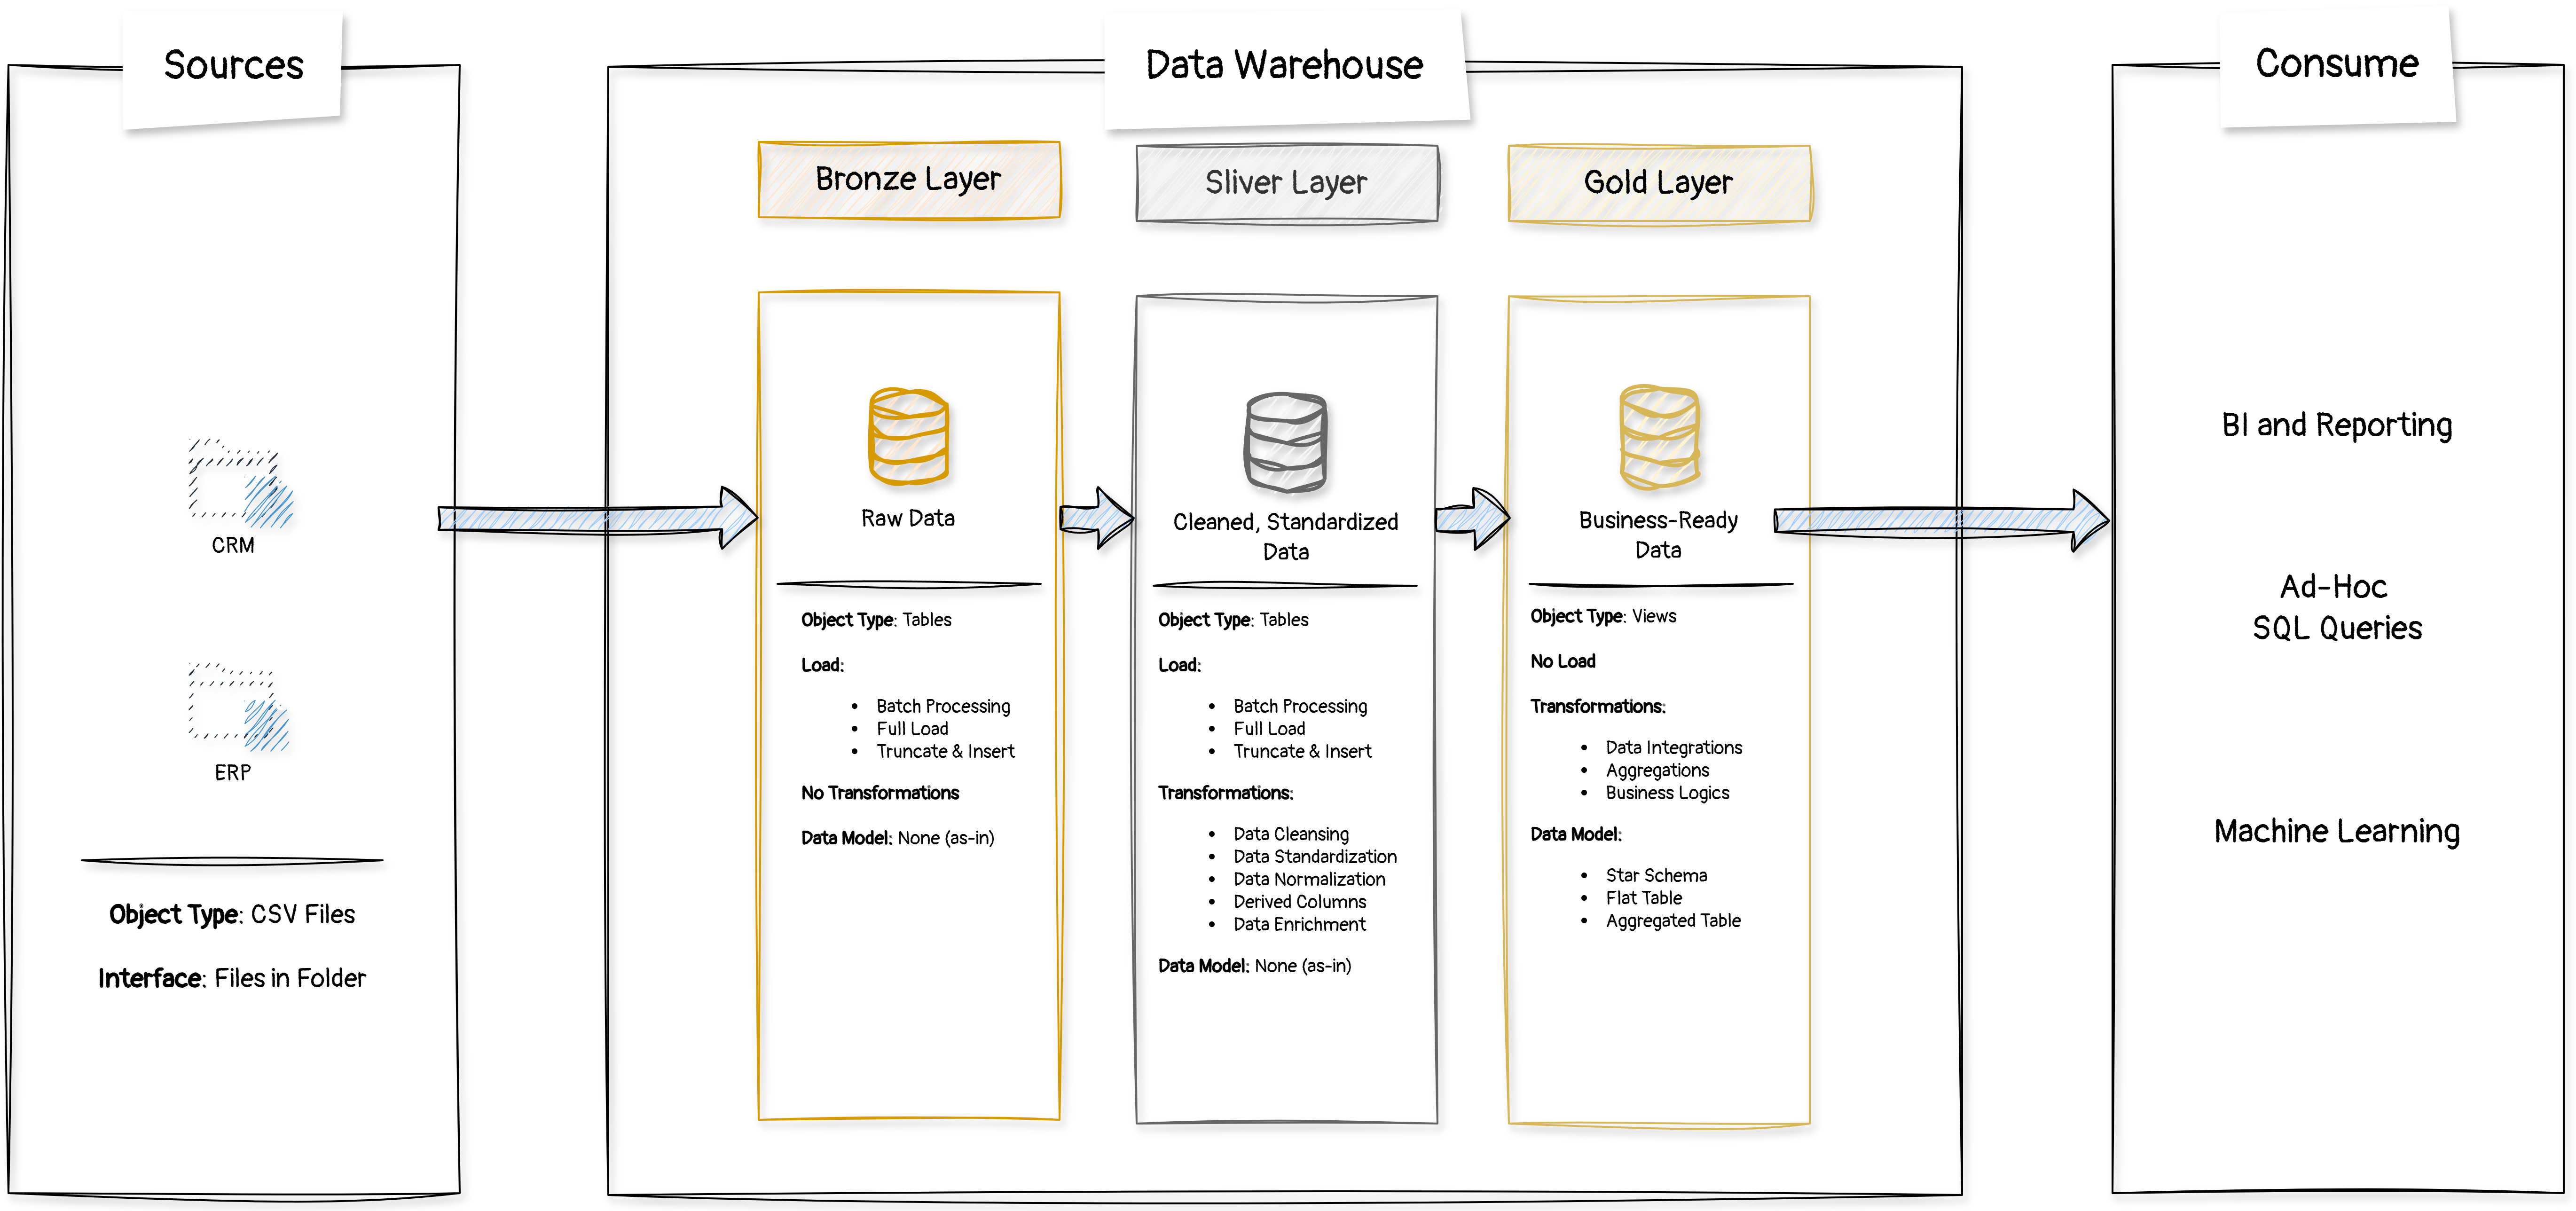 Sources
CRM
ERP
Object Type: CSV Files
Interface: Files in Folder
Data Warehouse
Bronze Layer
Raw Data
Object Type: Tables
Load:
• Batch Processing
• Full Load
• Truncate & Insert
No Transformations
Data Model: None (as-in)
Sliver Layer
Cleaned, Standardized
Data
Object Type: Tables
Load:
• Batch Processing
• Full Load
• Truncate & Insert
Transformations:
• Data Cleansing
• Data Standardization
• Data Normalization
• Derived Columns
• Data Enrichment
Data Model: None (as-in)
Gold Layer
Business-Ready
Data
Object Type: Views
No Load
Transformations:
• Data Integrations
• Aggregations
• Business Logics
Data Model:
• Star Schema
• Flat Table
• Aggregated Table
Consume
BI and Reporting
Ad-Hoc
SQL Queries
Machine Learning